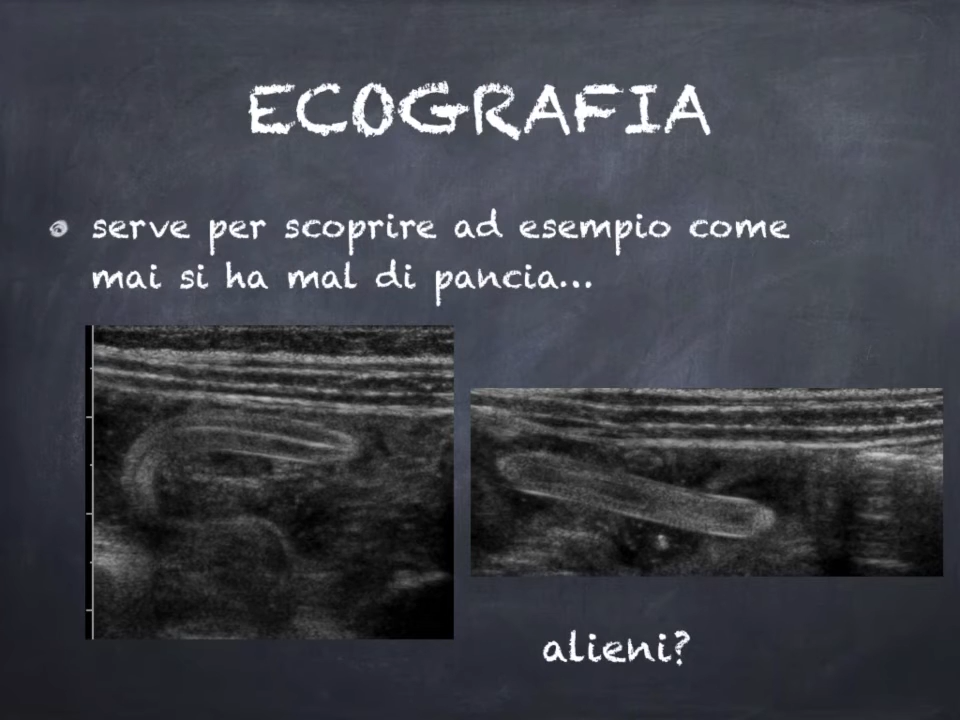 ECOGRAFIA
serve per scoprire ad esempio come
mai si ha mal di pancia...
alieni?